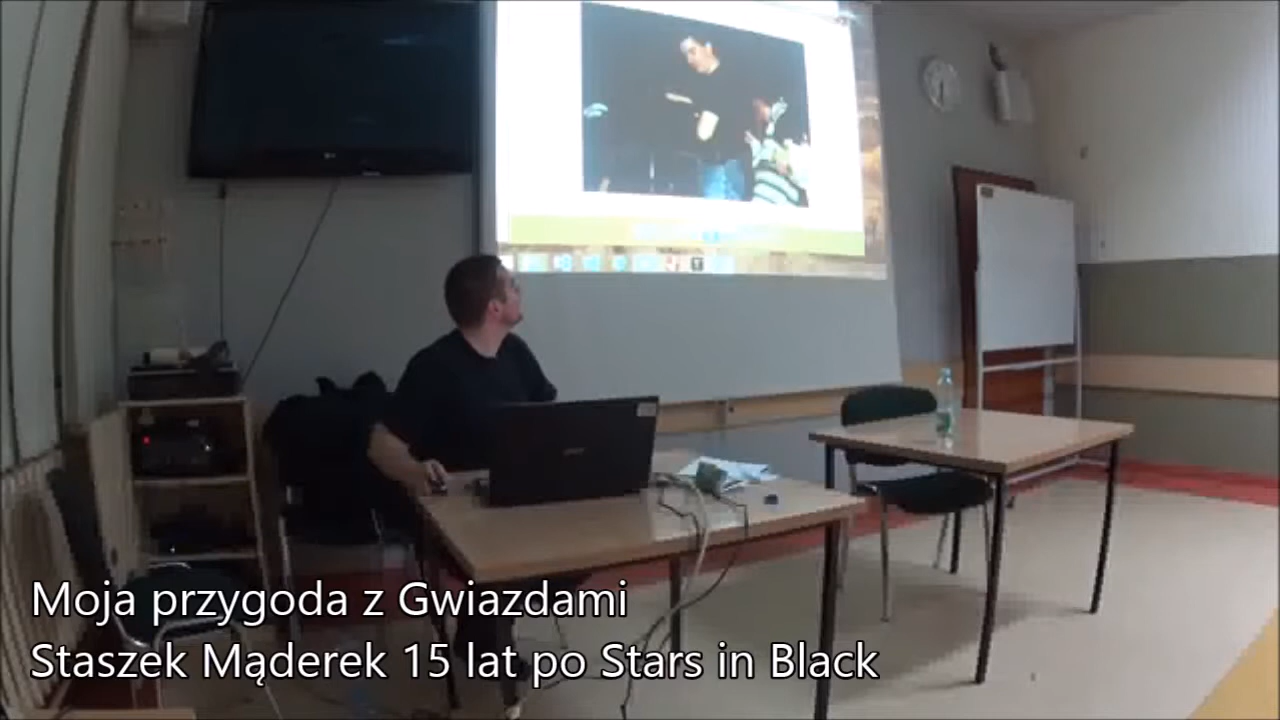 Moja przygoda z Gwiazdami
Staszek Mąderek 15 lat po Stars in Black